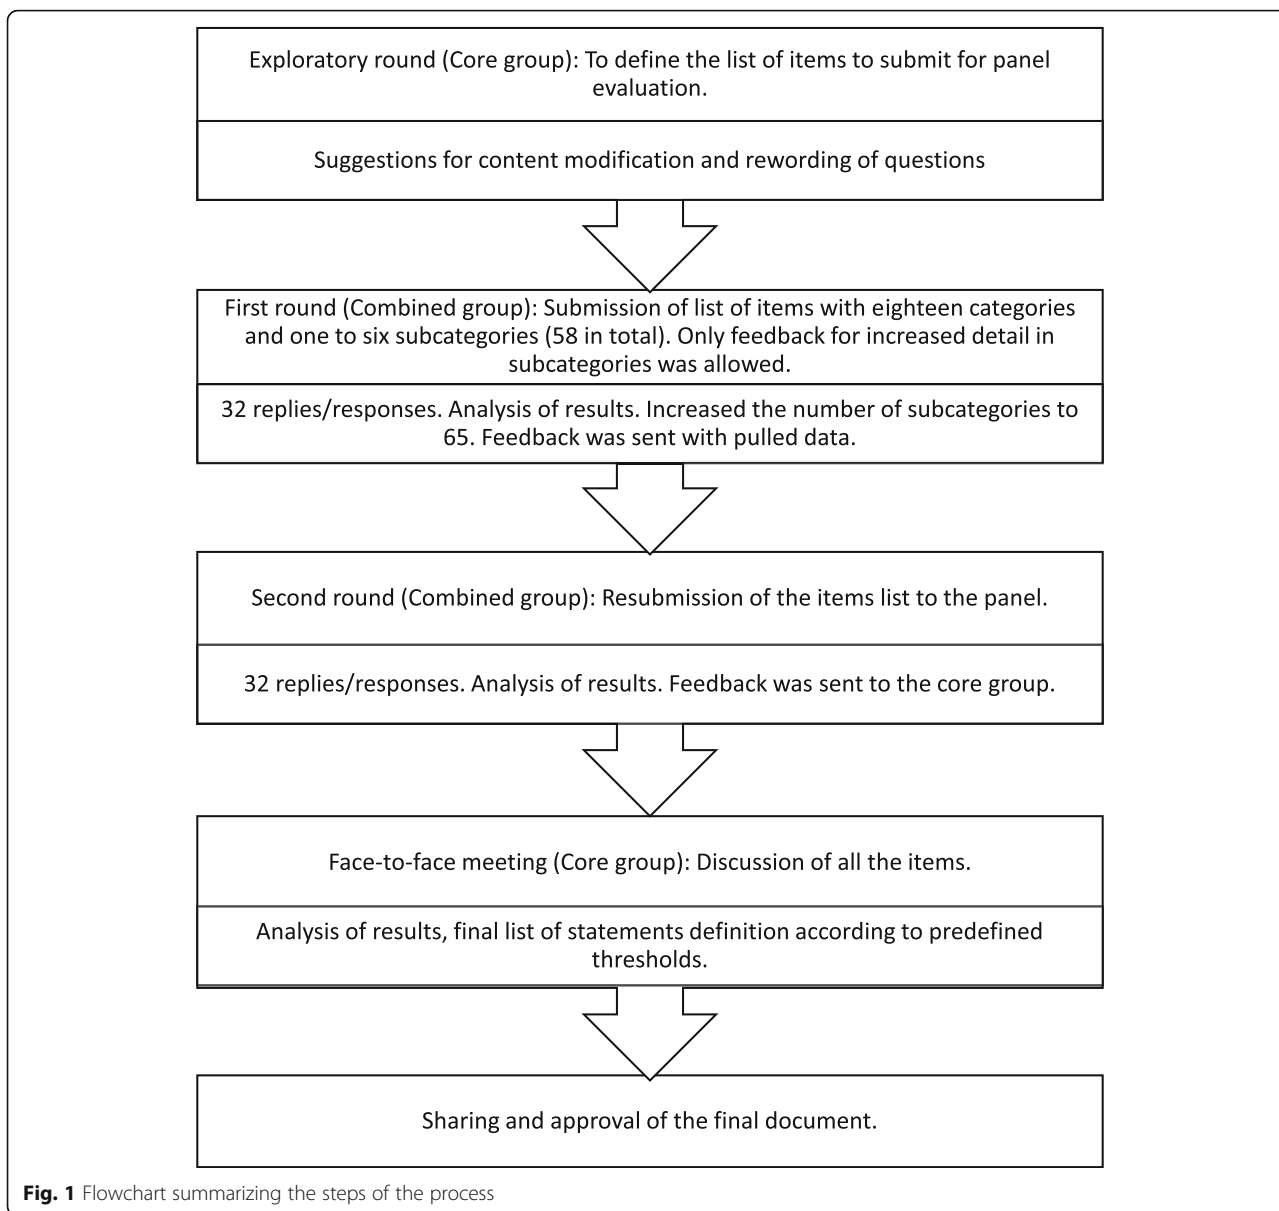 Exploratory round (Core group): To define the list of items to submit for panel
evaluation.
Suggestions for content modification and rewording of questions
First round (Combined group): Submission of list of items with eighteen categories
and one to six subcategories (58 in total). Only feedback for increased detail in
subcategories was allowed.
32 replies/responses. Analysis of results. Increased the number of subcategories to
65. Feedback was sent with pulled data.
Second round (Combined group): Resubmission of the items list to the panel.
32 replies/responses. Analysis of results. Feedback was sent to the core group.
Face-to-face meeting (Core group): Discussion of all the items.
Analysis of results, final list of statements definition according to predefined
thresholds.
Sharing and approval of the final document.
Fig. 1 Flowchart summarizing the steps of the process